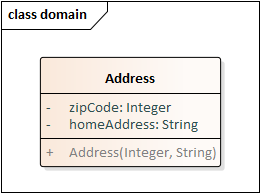 class domain
Address
- zipCode: Integer
- homeAddress: String
+ Address(Integer, String)